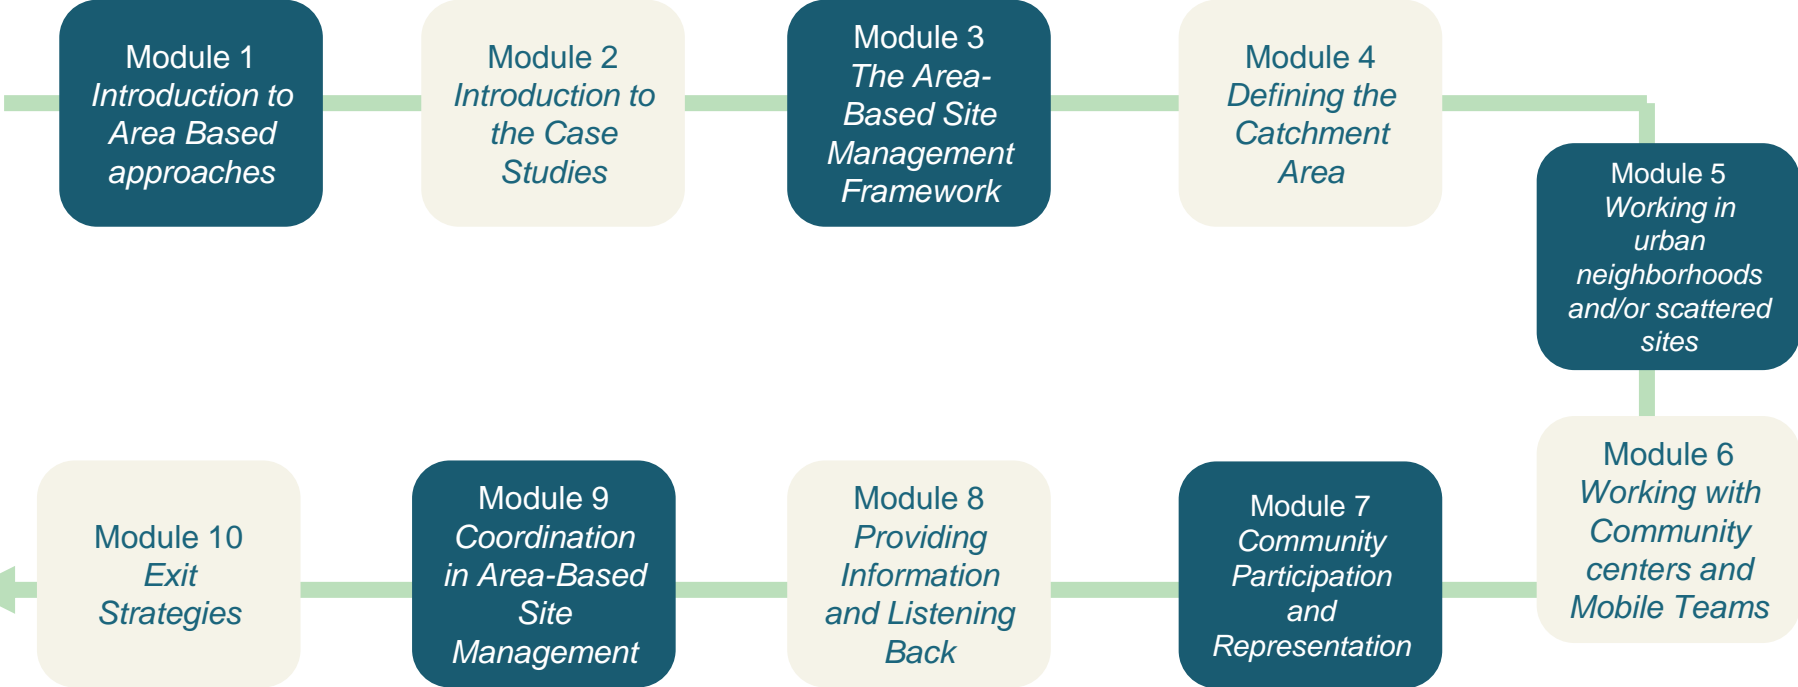 Module 1
Introduction to
Area Based
approaches
Module 2
Introduction to
the Case
Studies
Module 3
The Area-
Based Site
Management
Framework
Module 4
Defining the
Catchment
Area
Module 5
Working in
urban
neighborhoods
and/or scattered
sites
Module 6
Working with
Community
centers and
Mobile Teams
Module 7
Community
Participation
and
Representation
Module 8
Providing
Information
and Listening
Back
Module 9
Coordination
in Area-Based
Site
Management
Module 10
Exit
Strategies